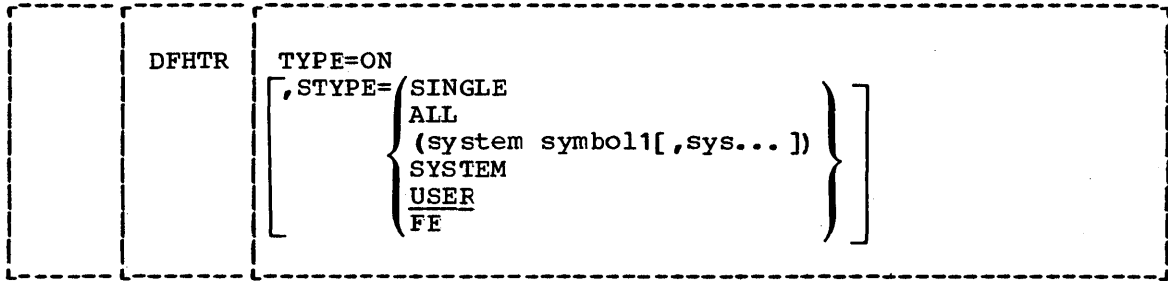 DFHTR TYPE=ON
[,STYPE={SINGLE
ALL
(system symbol1[,sys... ])
SYSTEM
USER
FE}]